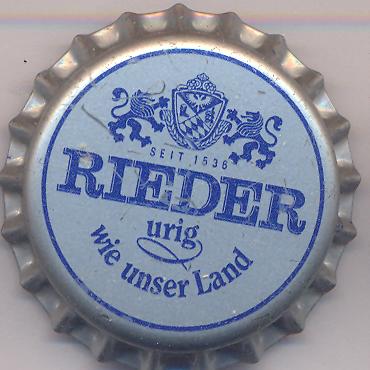 SEIT 1536
RIEDER
urig
wie unser Land